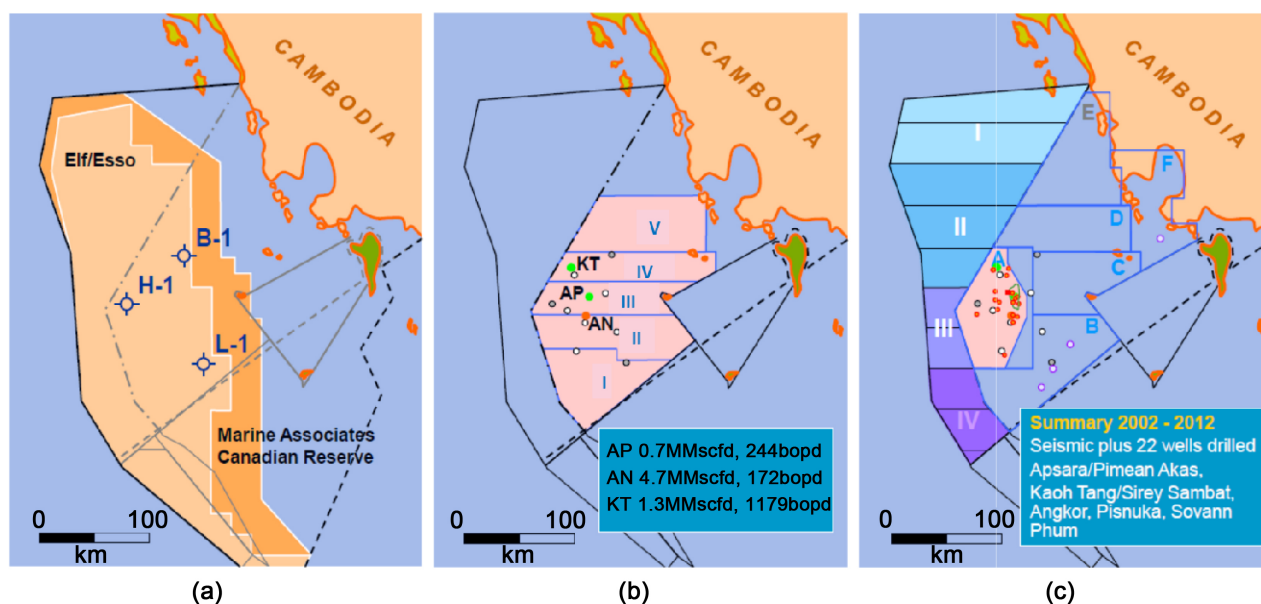 CAMBODIA
Elf/Esso
B-1
H-1
L-1
Marine Associates
Canadian Reserve
0 100
km
(a)
CAMBODIA
V
KT
IV
AP
III
AN
II
I
AP 0.7MMscfd, 244bopd
AN 4.7MMscfd, 172bopd
KT 1.3MMscfd, 1179bopd
0 100
km
(b)
CAMBODIA
E
I
F
D
II
A
C
III
B
IV
Summary 2002 - 2012
Seismic plus 22 wells drilled
Apsara/Pimean Akas,
Kaoh Tang/Sirey Sambat,
Angkor, Pisnuka, Sovann
Phum
0 100
km
(c)